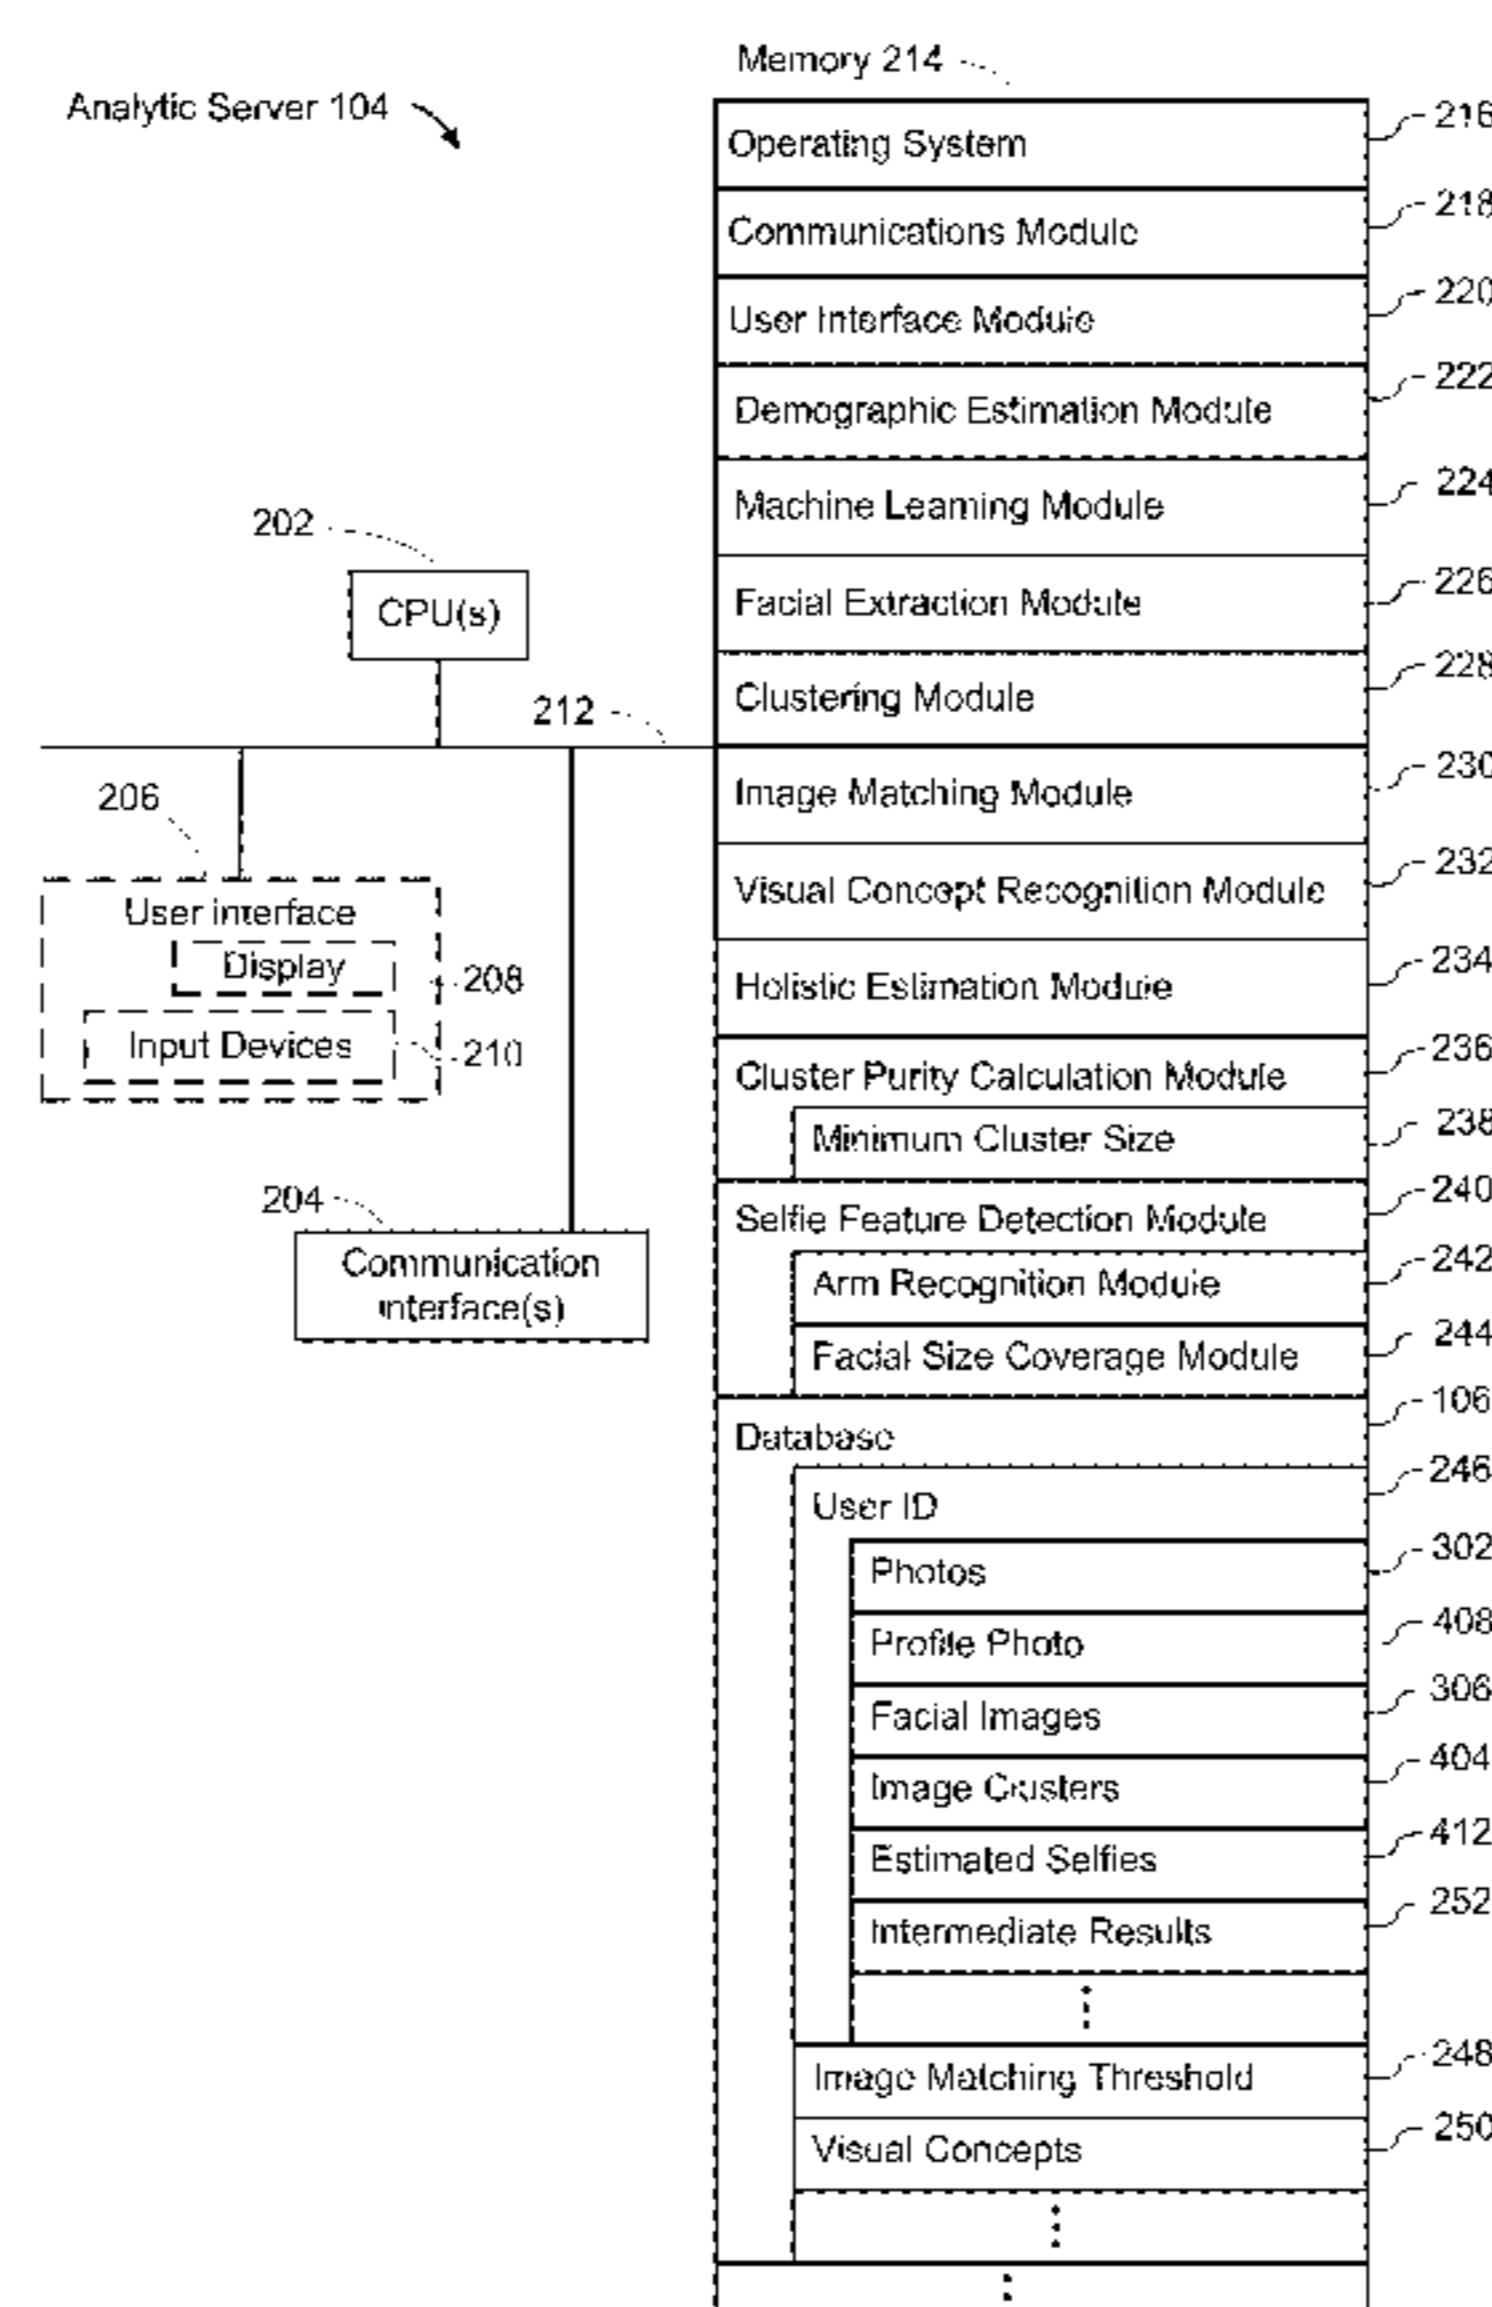 Memory 214
Analytic Server 104
Operating System 216
Communications Module 218
User Interface Module 220
Demographic Estimation Module 222
Machine Learning Module 224
202
CPU(s)
Facial Extraction Module 226
Clustering Module 228
212
Image Matching Module 230
206
Visual Concept Recognition Module 232
User interface
Display 208
Input Devices 210
Holistic Estimation Module 234
Cluster Purity Calculation Module 236
Minimum Cluster Size 238
204
Communication
interface(s)
Selfie Feature Detection Module 240
Arm Recognition Module 242
Facial Size Coverage Module 244
Database 106
User ID 246
Photos 302
Profile Photo 408
Facial Images 306
Image Clusters 404
Estimated Selfies 412
Intermediate Results 252
Image Matching Threshold 248
Visual Concepts 250